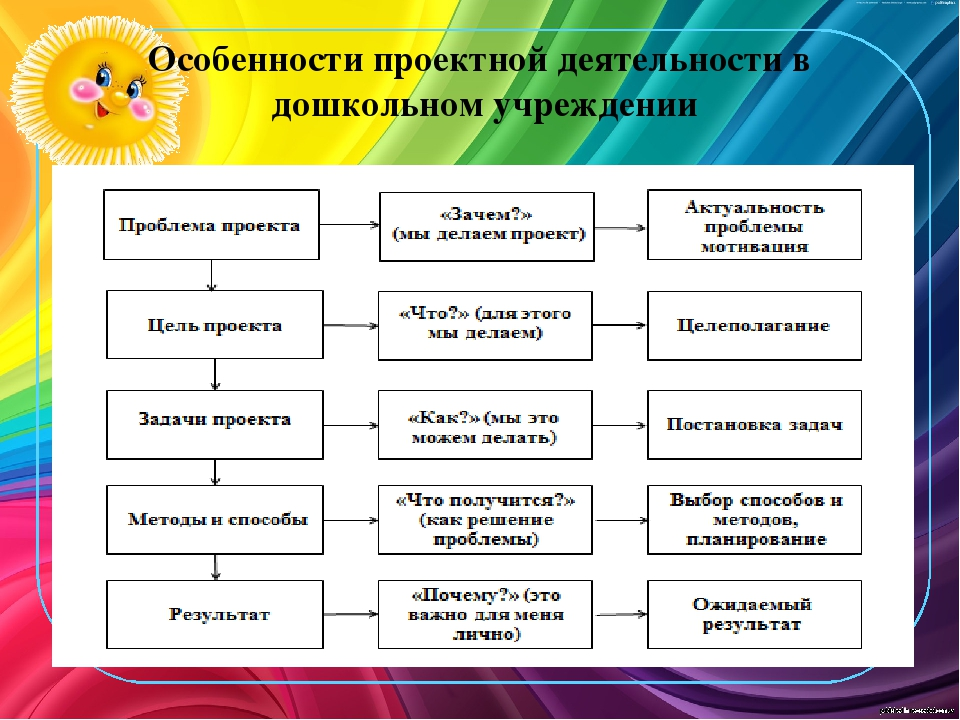 Особенности проектной деятельности в
дошкольном учреждении
Проблема проекта
«Зачем?»
(мы делаем проект)
Актуальность
проблемы
мотивация
Цель проекта
«Что?» (для этого
мы делаем)
Целеполагание
Задачи проекта
«Как?» (мы это
можем делать)
Постановка задач
Методы и способы
«Что получится?»
(как решение
проблемы)
Выбор способов и
методов,
планирование
Результат
«Почему?» (это
важно для меня
лично)
Ожидаемый
результат